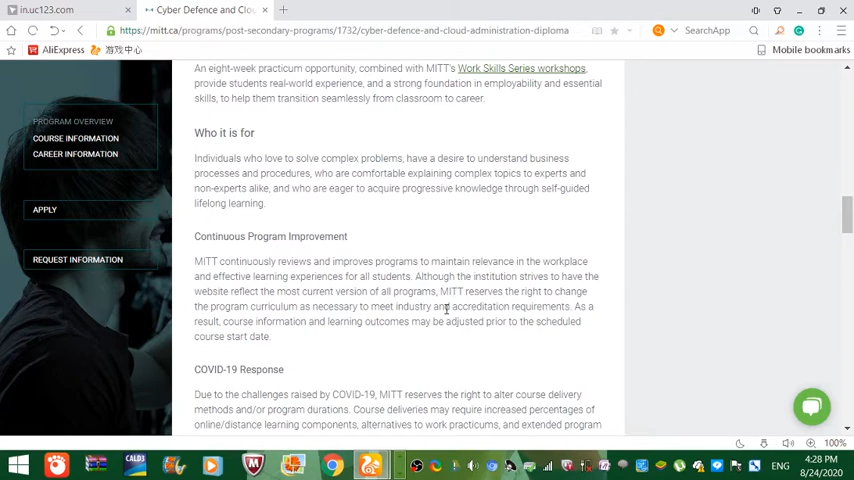 in.uc123.com
Cyber Defence and Clou
https://mitt.ca/programs/post-secondary-programs/1732/cyber-defence-and-cloud-administration-diploma
SearchApp
AliExpress
游戏中心
Mobile bookmarks
PROGRAM OVERVIEW
COURSE INFORMATION
CAREER INFORMATION
APPLY
REQUEST INFORMATION
An eight-week practicum opportunity, combined with MITT's Work Skills Series workshops,
provide students real-world experience, and a strong foundation in employability and essential
skills, to help them transition seamlessly from classroom to career.
Who it is for
Individuals who love to solve complex problems, have a desire to understand business
processes and procedures, who are comfortable explaining complex topics to experts and
non-experts alike, and who are eager to acquire progressive knowledge through self-guided
lifelong learning.
Continuous Program Improvement
MITT continuously reviews and improves programs to maintain relevance in the workplace
and effective learning experiences for all students. Although the institution strives to have the
website reflect the most current version of all programs, MITT reserves the right to change
the program curriculum as necessary to meet industry and accreditation requirements. As a
result, course information and learning outcomes may be adjusted prior to the scheduled
course start date.
COVID-19 Response
Due to the challenges raised by COVID-19, MITT reserves the right to alter course delivery
methods and/or program durations. Course deliveries may require increased percentages of
online/distance learning components, alternatives to work practicums, and extended program
100%
CALDJ
ENG
4:28 PM
8/24/2020